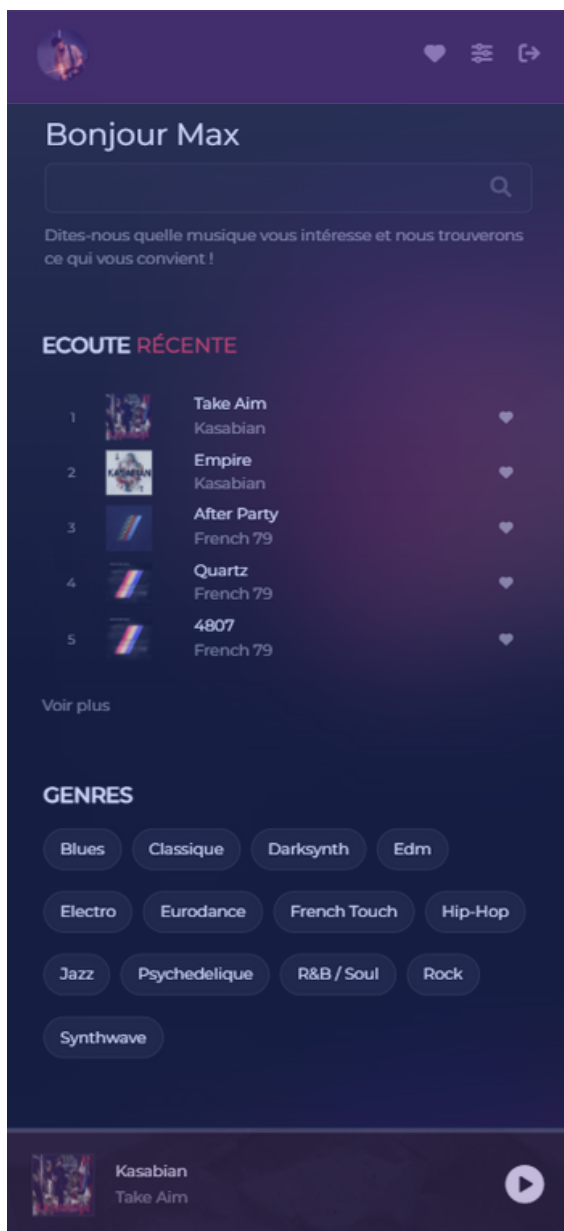 Bonjour Max
Dites-nous quelle musique vous intéresse et nous trouverons
ce qui vous convient !
ECOUTE RÉCENTE
1
Take Aim
Kasabian
2
KASABIAN
Empire
Kasabian
3
After Party
French 79
4
Quartz
French 79
5
4807
French 79
Voir plus
GENRES
Blues Classique Darksynth Edm
Electro Eurodance French Touch Hip-Hop
Jazz Psychedelique R&B / Soul Rock
Synthwave
Kasabian
Take Aim